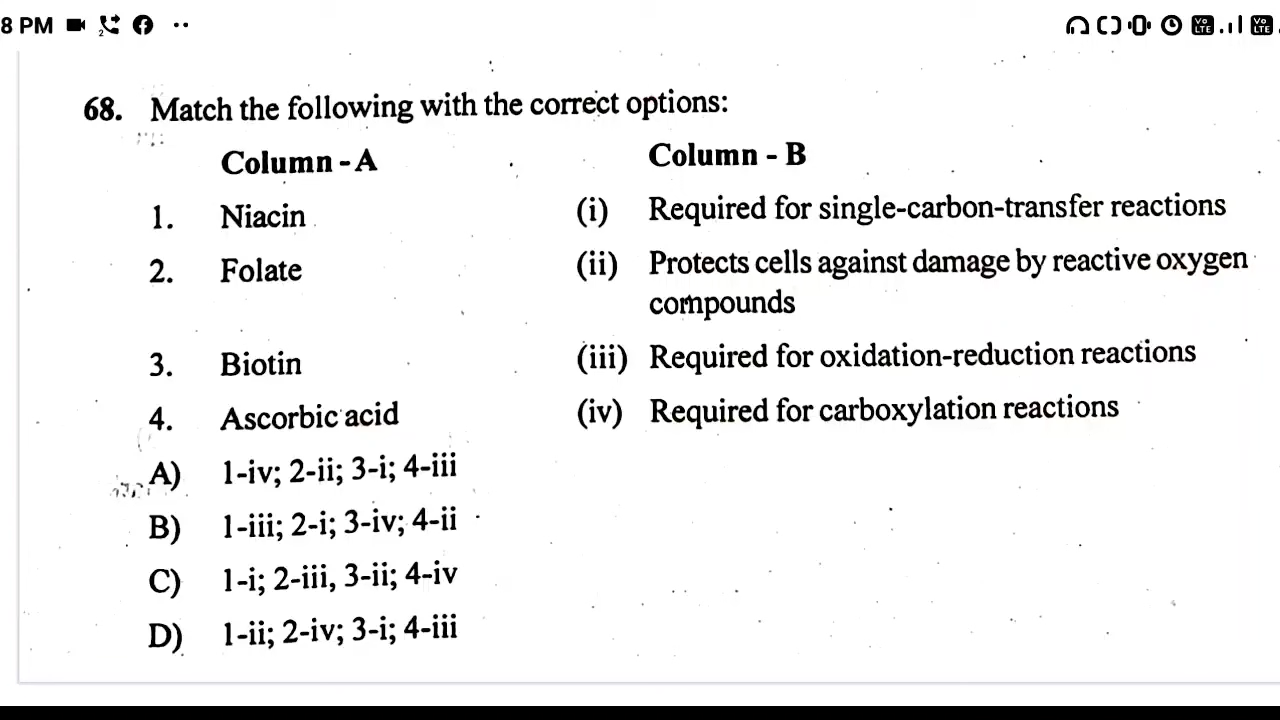 8 PM
68. Match the following with the correct options:
Column - A Column - B
1. Niacin (i) Required for single-carbon-transfer reactions
2. Folate (ii) Protects cells against damage by reactive oxygen
compounds
3. Biotin (iii) Required for oxidation-reduction reactions
4. Ascorbic acid (iv) Required for carboxylation reactions
A) 1-iv; 2-ii; 3-i; 4-iii
B) 1-iii; 2-i; 3-iv; 4-ii
C) 1-i; 2-iii, 3-ii; 4-iv
D) 1-ii; 2-iv; 3-i; 4-iii